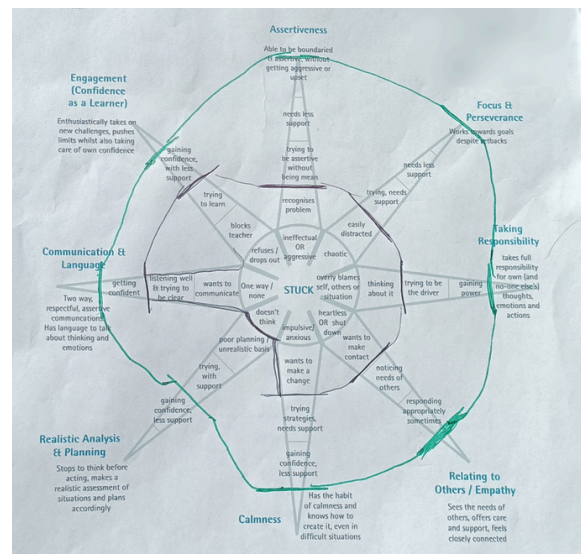 Assertiveness
Able to be boundaried
& assertive, without
getting aggressive or
upset
needs less
support
trying to
be assertive
without
being mean
recognises
problem
ineffectual
OR
aggressive
Focus &
Perseverance
Works towards goals
despite setbacks
needs less
support
trying, needs
support
easily
distracted
chaotic
Taking
Responsibility
takes full
responsibility
for own (and
no-one else's)
thoughts,
emotions and
actions
gaining
power
trying to be
the driver
thinking
about it
overly blames
self, others or
situation
Relating to
Others / Empathy
Sees the needs of
others, offers care
and support, feels
closely connected
responding
appropriately
sometimes
noticing
needs of
others
wants to
make
contact
heartless
OR shut
down
Calmness
Has the habit
of calmness and
knows how to
create it, even in
difficult situations
gaining
confidence,
less support
trying
strategies,
needs support
wants to
make a
change
impulsive/
anxious
Realistic Analysis
& Planning
Stops to think before
acting, makes a
realistic assessment of
situations and plans
accordingly
gaining
confidence,
less support
trying,
with
support
poor planning /
unrealistic basis
doesn't
think
Communication &
Language
Two way,
respectful, assertive
communcations
Has language to talk
about thinking and
emotions
getting
confident
listening well
& trying to
be clear
wants to
communicate
One way /
none
Engagement
(Confidence
as a Learner)
Enthusiastically takes on
new challenges, pushes
limits whilst also taking
care of own confidence
gaining
confidence,
with less
support
trying
to learn
blocks
teacher
refuses /
drops out
STUCK